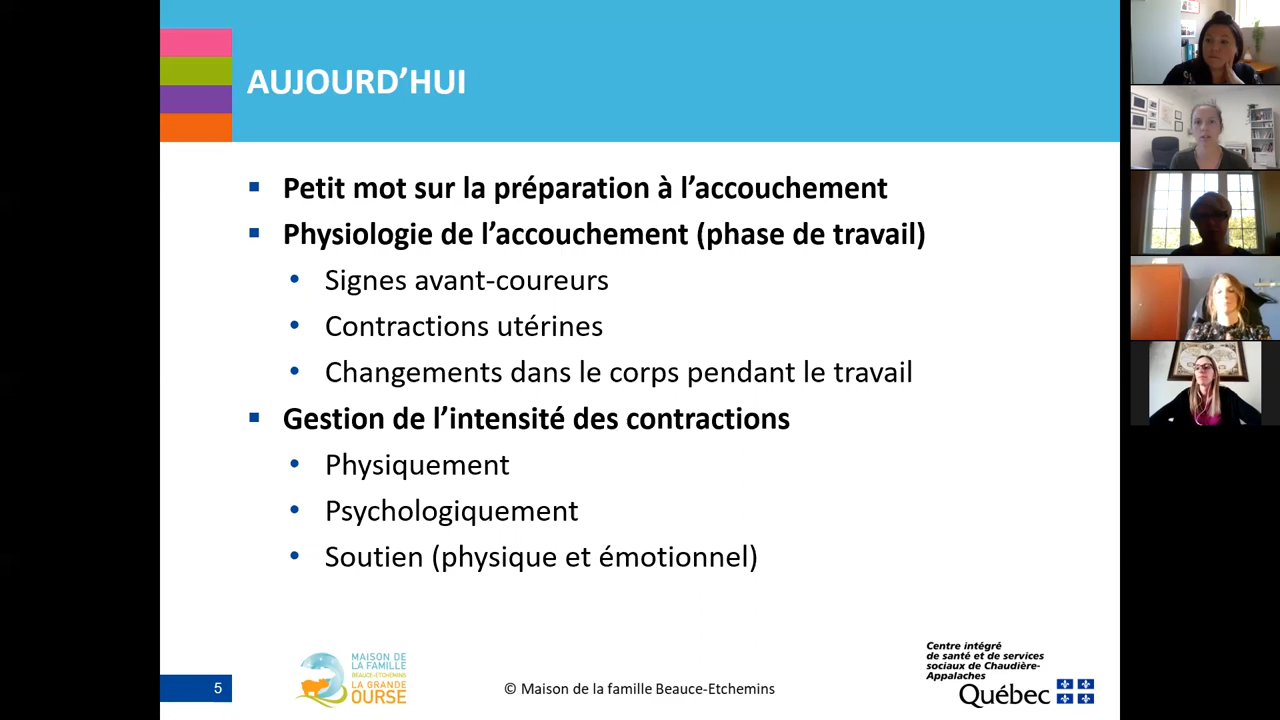 AUJOURD’HUI
Petit mot sur la préparation à l’accouchement
Physiologie de l’accouchement (phase de travail)
Signes avant-coureurs
Contractions utérines
Changements dans le corps pendant le travail
Gestion de l’intensité des contractions
Physiquement
Psychologiquement
Soutien (physique et émotionnel)
5
MAISON DE
LA FAMILLE
BEAUCE-ETCHEMINS
LA GRANDE
OURSE
© Maison de la famille Beauce-Etchemins
Centre intégré
de santé et de services
sociaux de Chaudière-
Appalaches
Québec